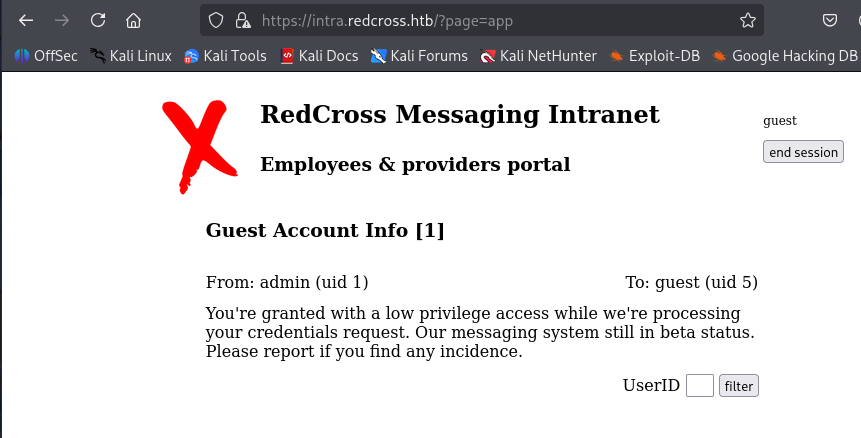 https://intra.redcross.htb/?page=app
OffSec Kali Linux Kali Tools Kali Docs Kali Forums Kali NetHunter Exploit-DB Google Hacking DB
RedCross Messaging Intranet
guest
end session
Employees & providers portal
Guest Account Info [1]
From: admin (uid 1) To: guest (uid 5)
You're granted with a low privilege access while we're processing
your credentials request. Our messaging system still in beta status.
Please report if you find any incidence.
UserID filter